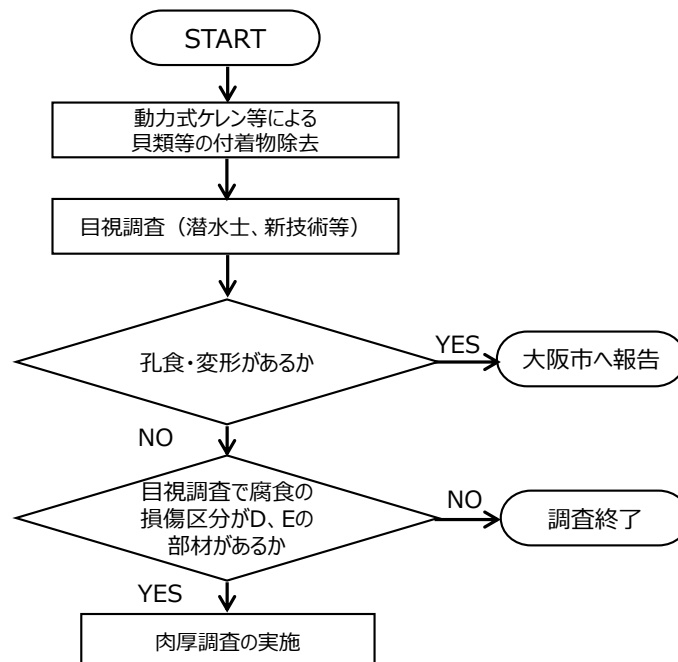 START
動力式ケレン等による
貝類等の付着物除去
目視調査（潜水士、新技術等）
孔食・変形があるか
YES
大阪市へ報告
NO
目視調査で腐食の
損傷区分がD、Eの
部材があるか
NO
調査終了
YES
肉厚調査の実施